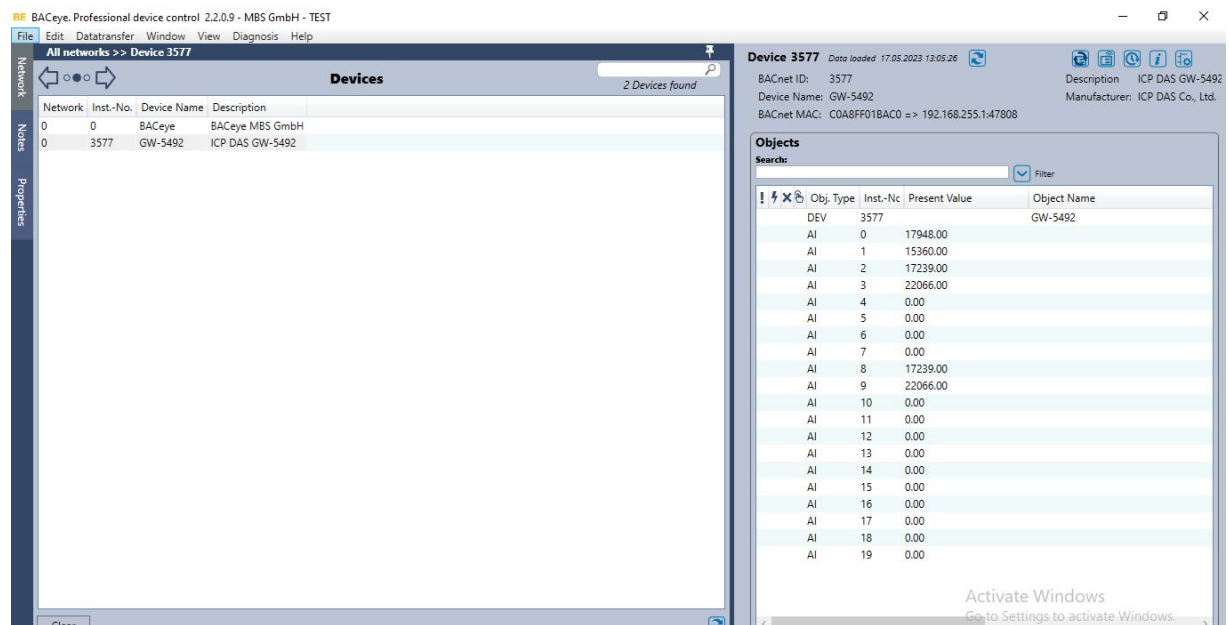 BE BACeye. Professional device control 2.2.0.9 - MBS GmbH - TEST
File Edit Datatransfer Window View Diagnosis Help
Network
Notes
Properties
All networks >> Device 3577
Devices
2 Devices found
Network Inst.-No. Device Name Description
0 0 BACeye BACeye MBS GmbH
0 3577 GW-5492 ICP DAS GW-5492
Clear
Device 3577 Data loaded 17.05.2023 13:05:26
BACnet ID: 3577
Device Name: GW-5492
BACnet MAC: C0A8FF01BAC0 => 192.168.255.1:47808
Description ICP DAS GW-5492
Manufacturer: ICP DAS Co., Ltd.
Objects
Search:
Filter
Obj. Type Inst.-Nc Present Value Object Name
DEV 3577 GW-5492
AI 0 17948.00
AI 1 15360.00
AI 2 17239.00
AI 3 22066.00
AI 4 0.00
AI 5 0.00
AI 6 0.00
AI 7 0.00
AI 8 17239.00
AI 9 22066.00
AI 10 0.00
AI 11 0.00
AI 12 0.00
AI 13 0.00
AI 14 0.00
AI 15 0.00
AI 16 0.00
AI 17 0.00
AI 18 0.00
AI 19 0.00
Activate Windows
Go to Settings to activate Windows.